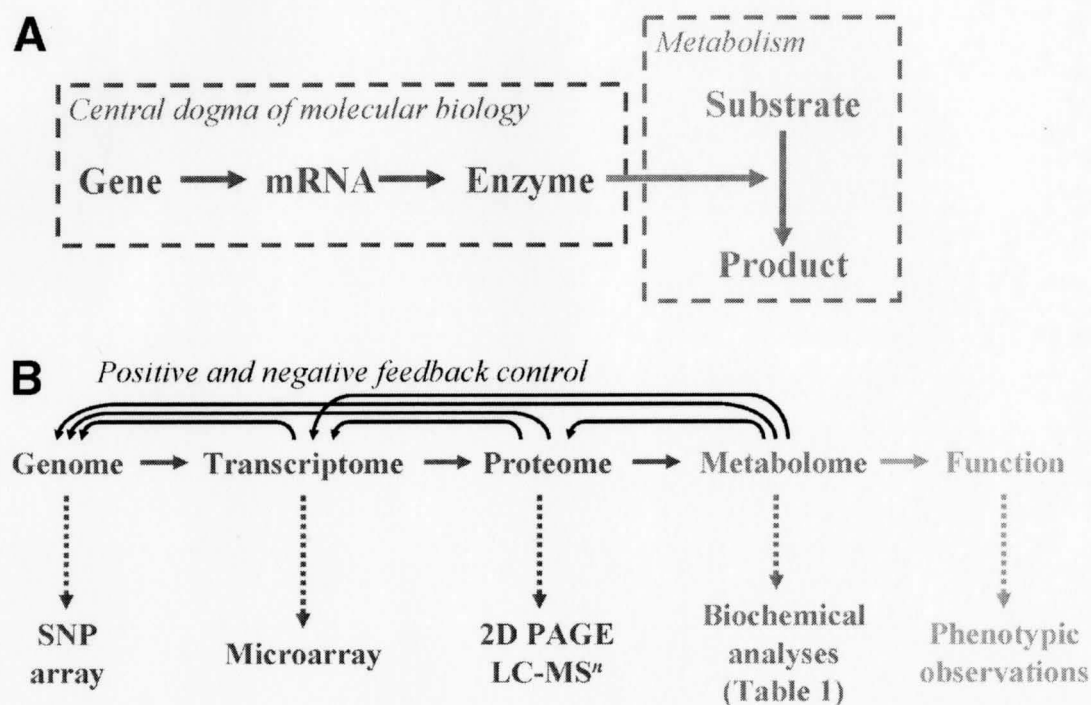 A
Metabolism
Central dogma of molecular biology
Substrate
Gene mRNA Enzyme
Product
B Positive and negative feedback control
Genome Transcriptome Proteome Metabolome Function
SNP
array
Microarray
2D PAGE
LC-MSⁿ
Biochemical
analyses
(Table 1)
Phenotypic
observations